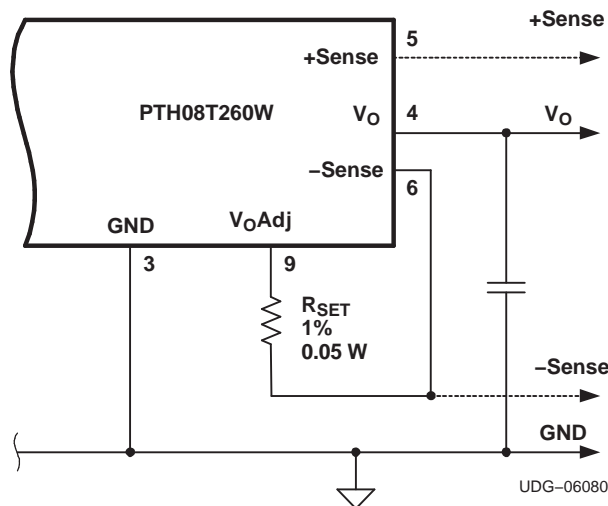 +Sense
5
+Sense
PTH08T260W
4
VO
VO
–Sense
6
GND
VOAdj
3
9
RSET
1%
0.05 W
–Sense
GND
UDG–06080